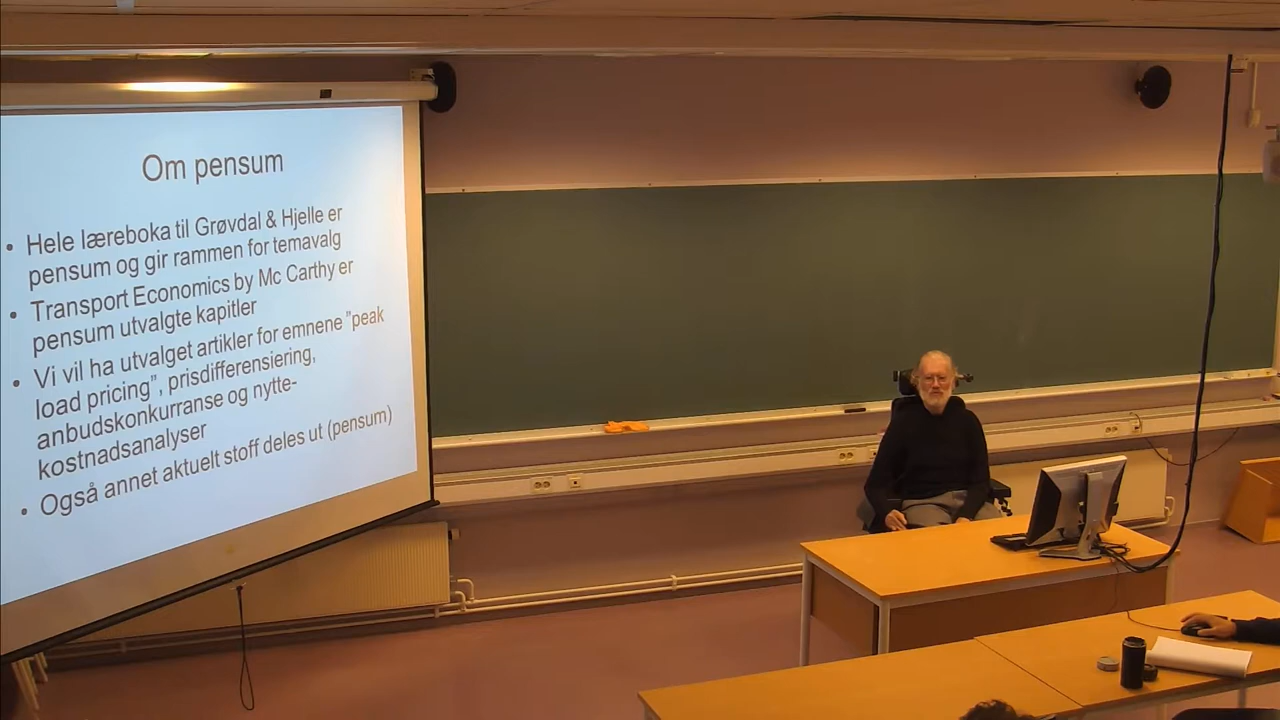 Om pensum
• Hele læreboka til Grøvdal & Hjelle er
pensum og gir rammen for temavalg
• Transport Economics by Mc Carthy er
pensum utvalgte kapitler
• Vi vil ha utvalget artikler for emnene "peak
load pricing", prisdifferensiering,
anbudskonkurranse og nytte-
kostnadsanalyser
• Også annet aktuelt stoff deles ut (pensum)